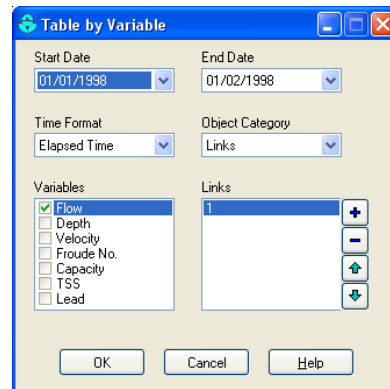 Table by Variable
Start Date End Date
01/01/1998 01/02/1998
Time Format Object Category
Elapsed Time Links
Variables Links
Flow 1
Depth
Velocity
Froude No.
Capacity
TSS
Lead
OK Cancel Help